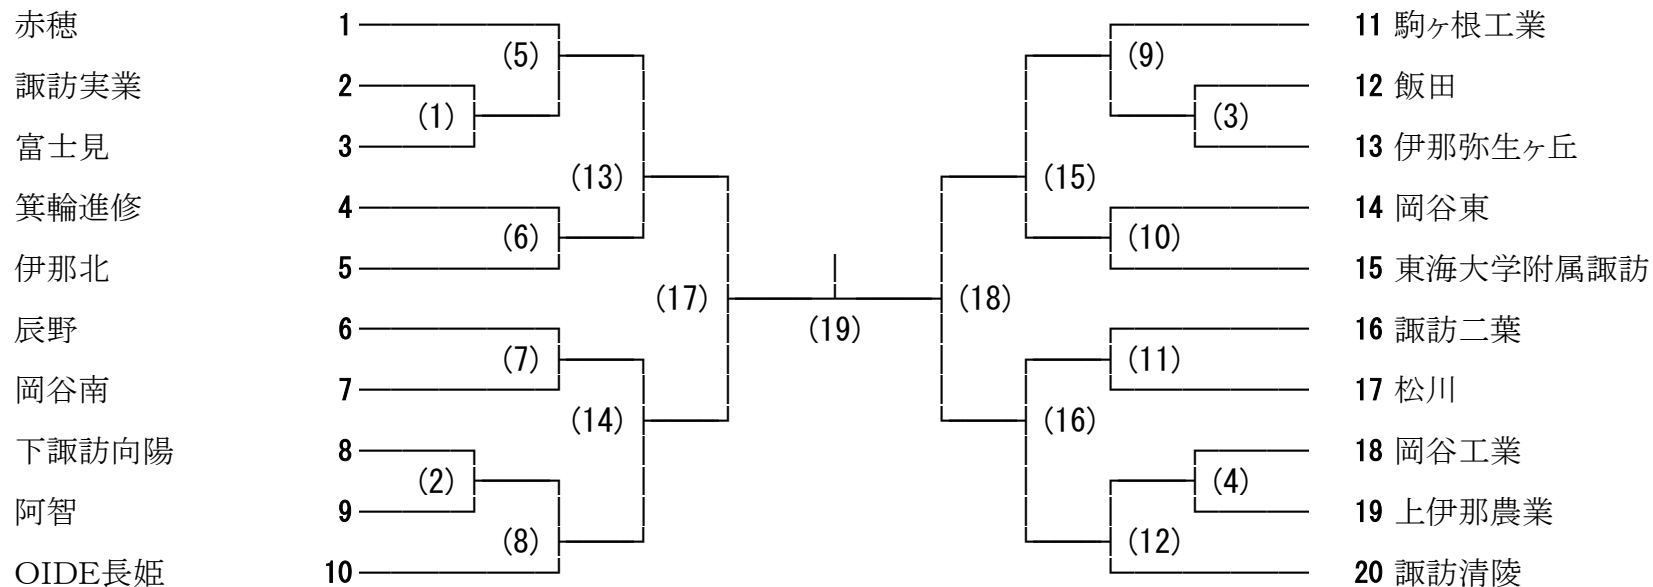 赤穂 1 11 駒ヶ根工業
(5) (9)
諏訪実業 2 12 飯田
(1) (3)
富士見 3 13 伊那弥生ヶ丘
(13) (15)
箕輪進修 4 14 岡谷東
(6) (10)
伊那北 5 15 東海大学附属諏訪
(17) (18)
辰野 6 (19) 16 諏訪二葉
(7) (11)
岡谷南 7 17 松川
(14) (16)
下諏訪向陽 8 18 岡谷工業
(2) (4)
阿智 9 19 上伊那農業
(8) (12)
OIDE長姫 10 20 諏訪清陵